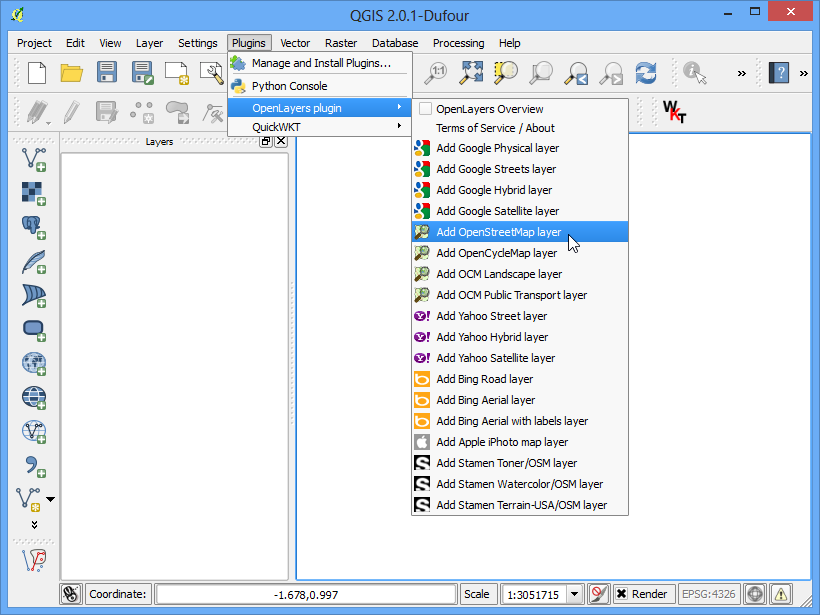 QGIS 2.0.1-Dufour
Project Edit View Layer Settings Plugins Vector Raster Database Processing Help
Manage and Install Plugins...
Python Console
OpenLayers plugin
QuickWKT
1:1
»
?
»
WKT
Layers
OpenLayers Overview
Terms of Service / About
Add Google Physical layer
Add Google Streets layer
Add Google Hybrid layer
Add Google Satellite layer
Add OpenStreetMap layer
Add OpenCycleMap layer
Add OCM Landscape layer
Add OCM Public Transport layer
Add Yahoo Street layer
Add Yahoo Hybrid layer
Add Yahoo Satellite layer
Add Bing Road layer
Add Bing Aerial layer
Add Bing Aerial with labels layer
Add Apple iPhoto map layer
Add Stamen Toner/OSM layer
Add Stamen Watercolor/OSM layer
Add Stamen Terrain-USA/OSM layer
Coordinate: -1.678,0.997 Scale 1:3051715 Render EPSG:4326